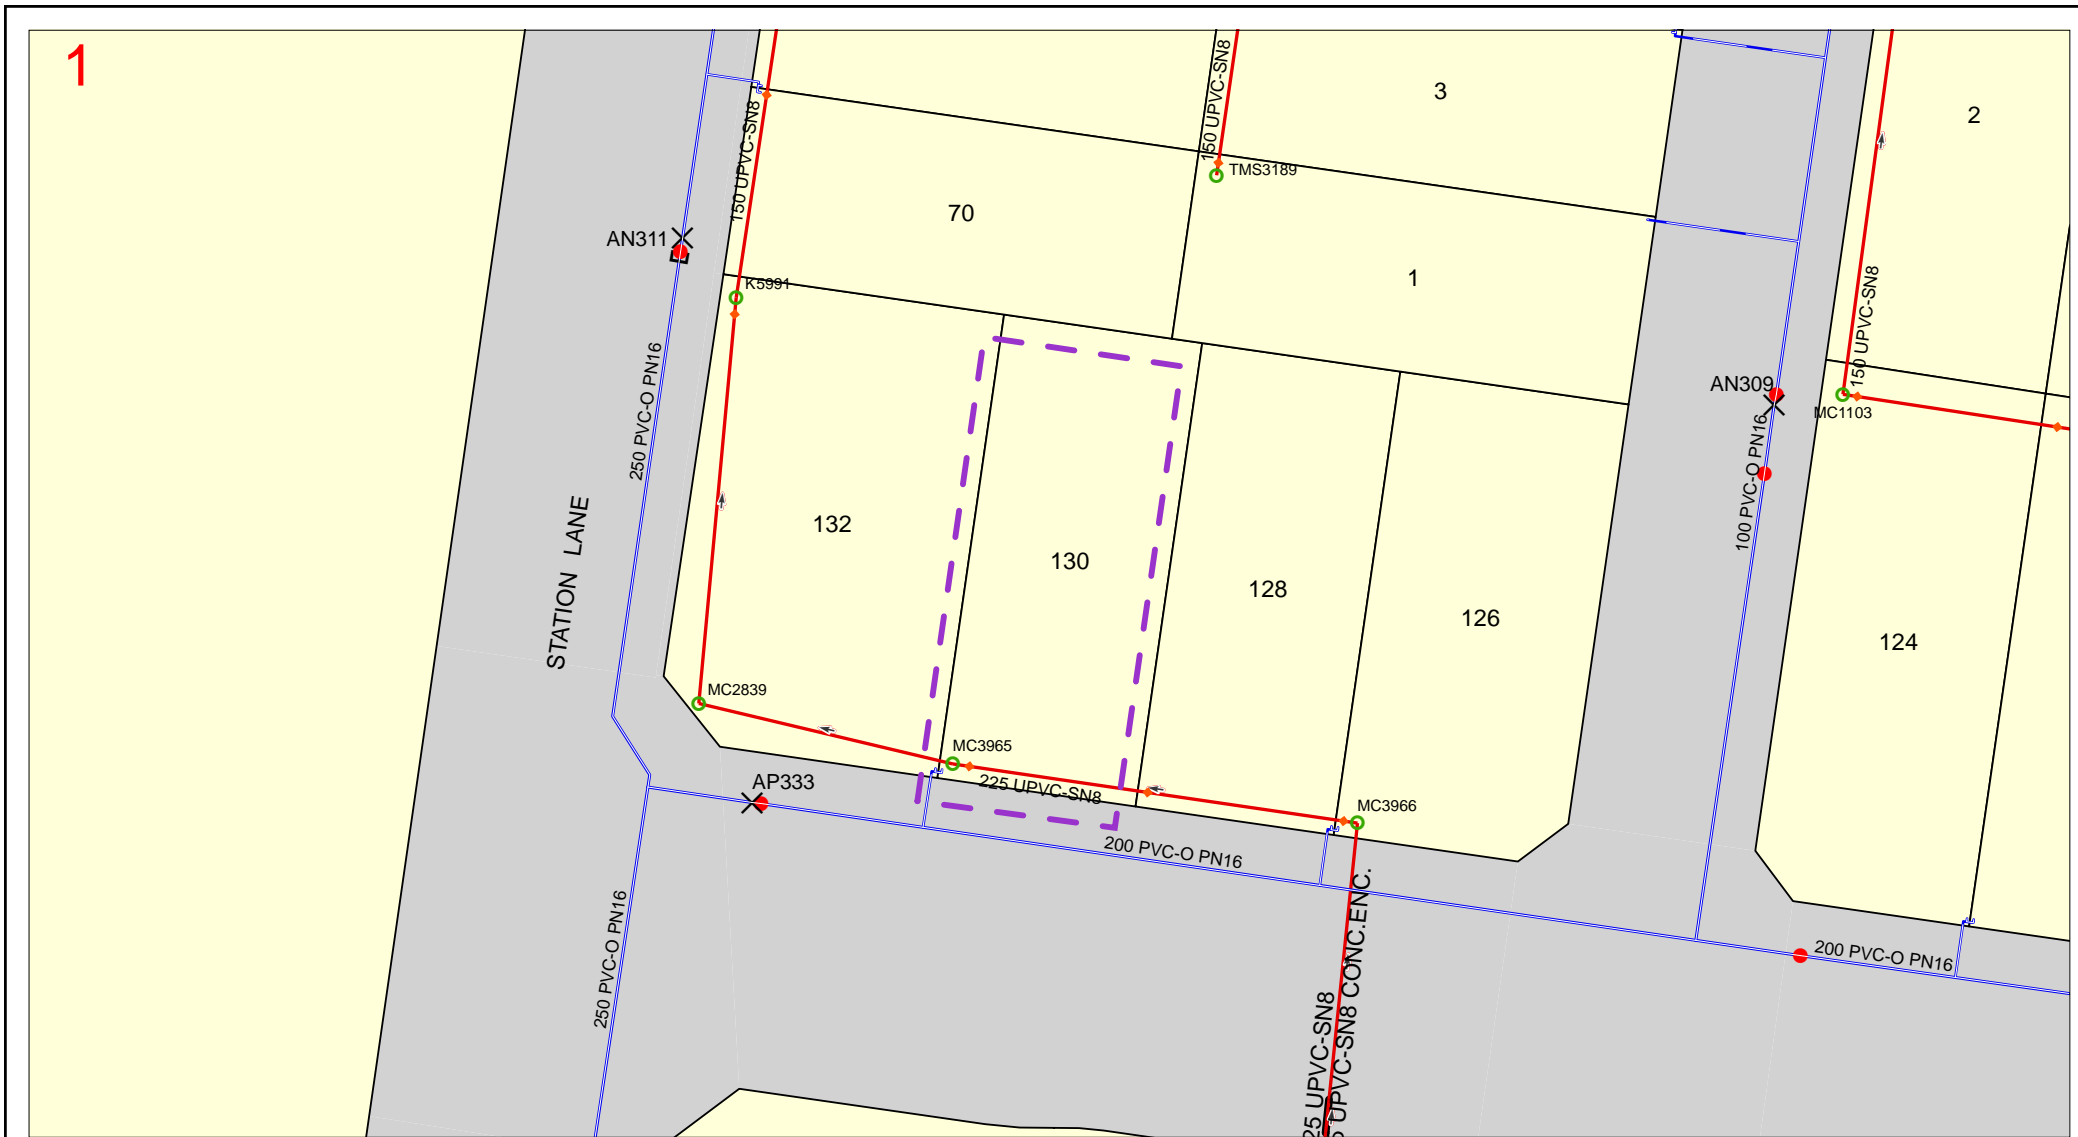 1
3
2
150 UPVC-SN8
150 UPVC-SN8
TMS3189
70
AN311
1
K5991
150 UPVC-SN8
AN309
MC1103
250 PVC-O PN16
100 PVC-O PN16
132
130
128
126
124
STATION LANE
MC2839
MC3965
AP333
225 UPVC-SN8
MC3966
200 PVC-O PN16
200 PVC-O PN16
250 PVC-O PN16
25 UPVC-SN8
5 UPVC-SN8 CONC.ENC.